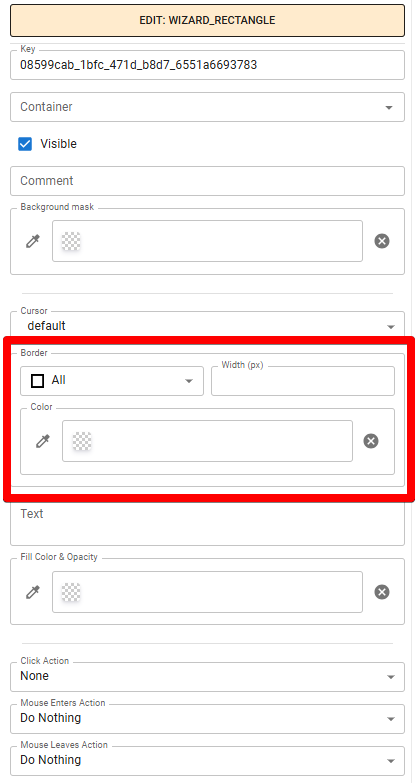 EDIT: WIZARD_RECTANGLE
Key
08599cab_1bfc_471d_b8d7_6551a6693783
Container
Visible
Comment
Background mask
Cursor
default
Border
All
Width (px)
Color
Text
Fill Color & Opacity
Click Action
None
Mouse Enters Action
Do Nothing
Mouse Leaves Action
Do Nothing